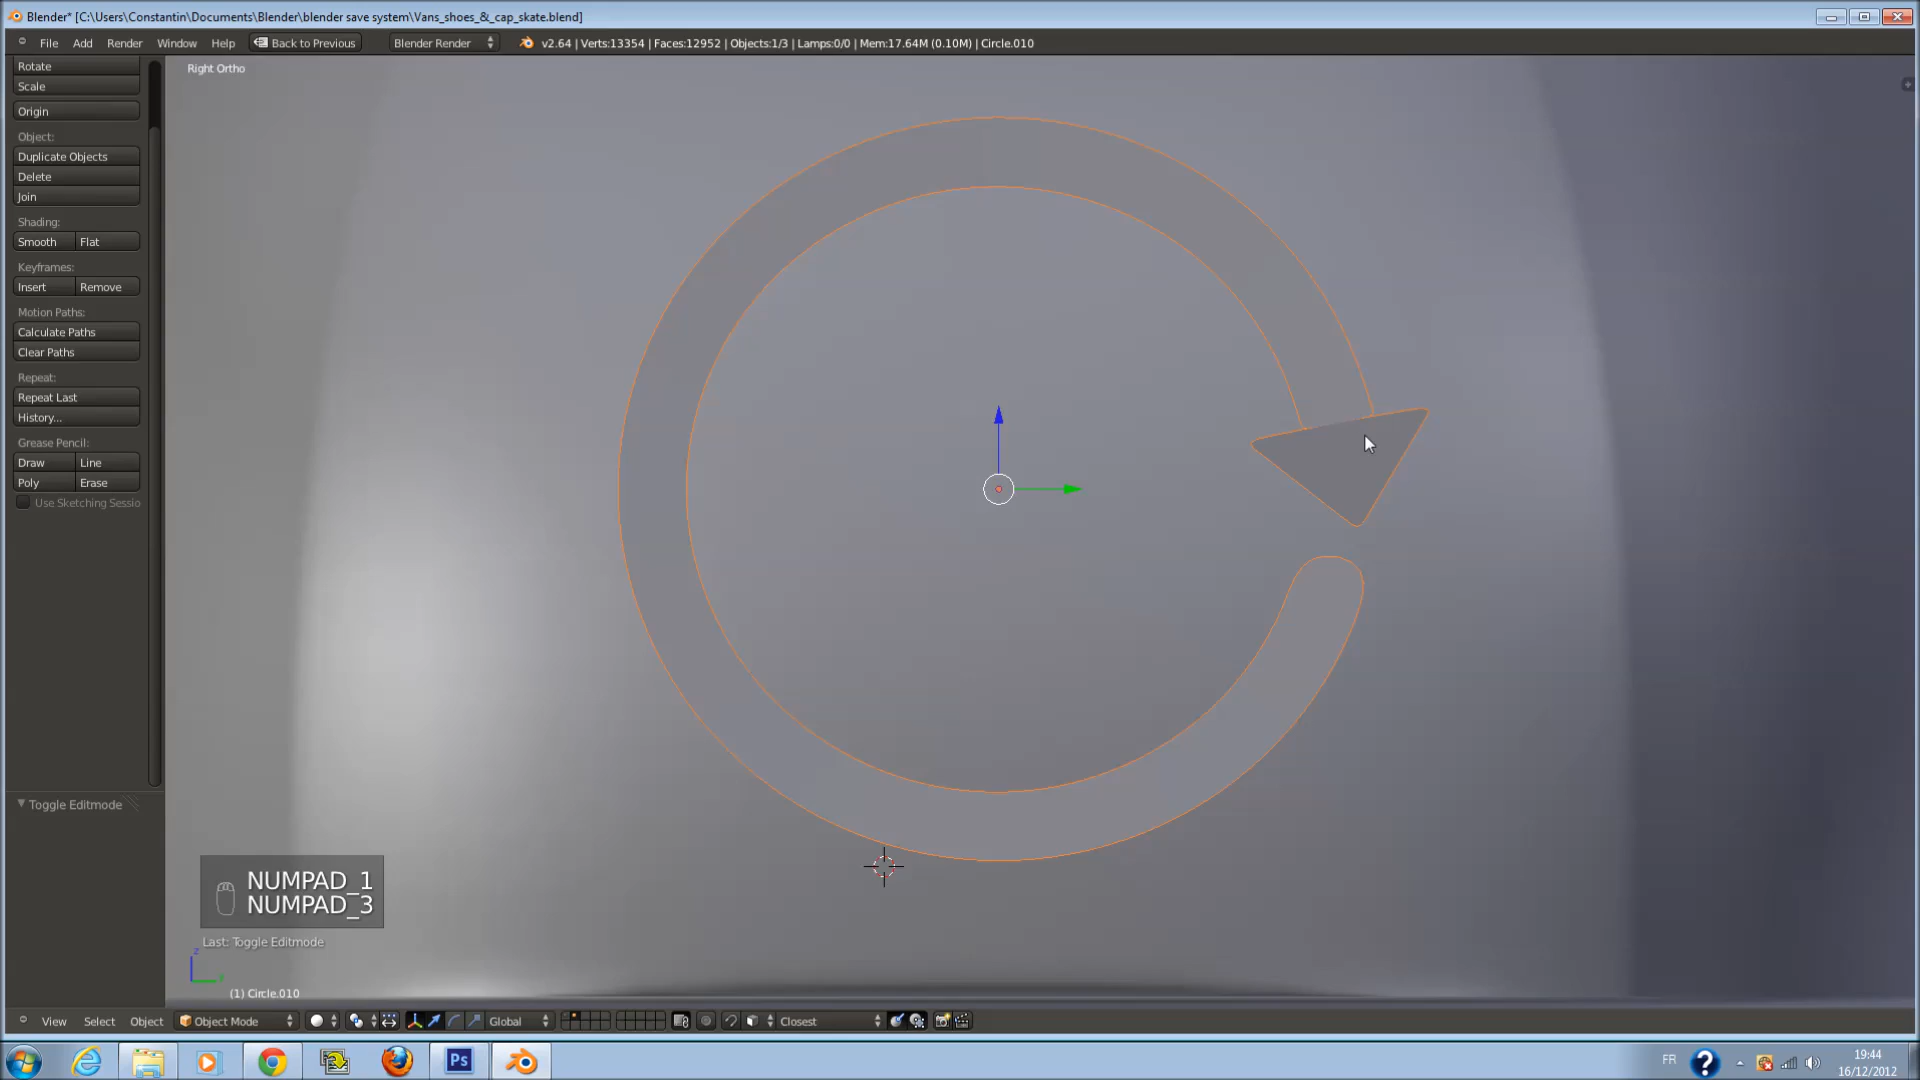 Blender* [C:\Users\Constantin\Documents\Blender\blender save system\Vans_shoes_&_cap_skate.blend]
File Add Render Window Help Back to Previous Blender Render v2.64 | Verts:13354 | Faces:12952 | Objects:1/3 | Lamps:0/0 | Mem:17.64M (0.10M) | Circle.010
Right Ortho
Rotate
Scale
Origin
Object:
Duplicate Objects
Delete
Join
Shading:
Smooth Flat
Keyframes:
Insert Remove
Motion Paths:
Calculate Paths
Clear Paths
Repeat:
Repeat Last
History...
Grease Pencil:
Draw Line
Poly Erase
Use Sketching Sessio
Toggle Editmode
NUMPAD_1
NUMPAD_3
Last: Toggle Editmode
z
(1) Circle.010
View Select Object Object Mode Global Closest
Ps
FR
19:44
16/12/2012